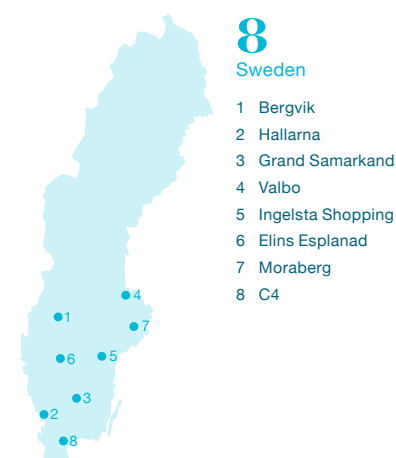 8
Sweden
1 Bergvik
2 Hallarna
3 Grand Samarkand
4 Valbo
5 Ingelsta Shopping
6 Elins Esplanad
7 Moraberg
8 C4
4
1
7
5
6
3
2
8